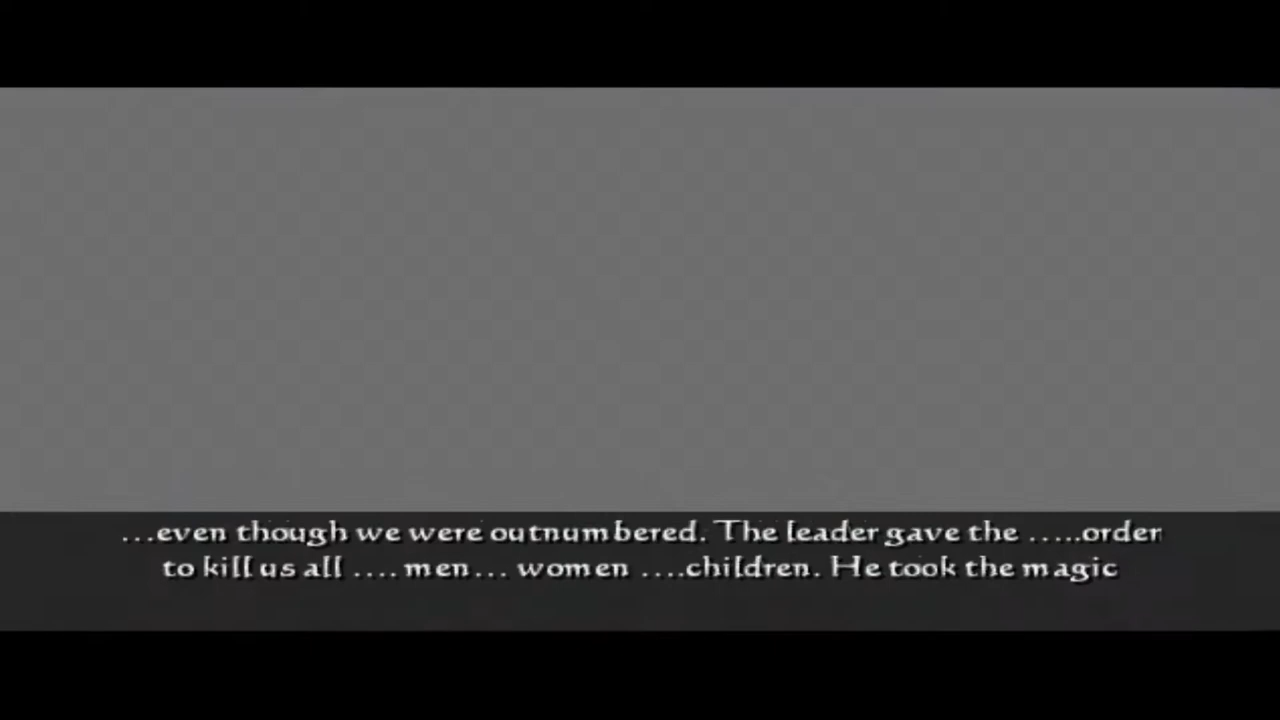 ...even though we were outnumbered. The leader gave the .....order
to kill us all .... men... women ....children. He took the magic